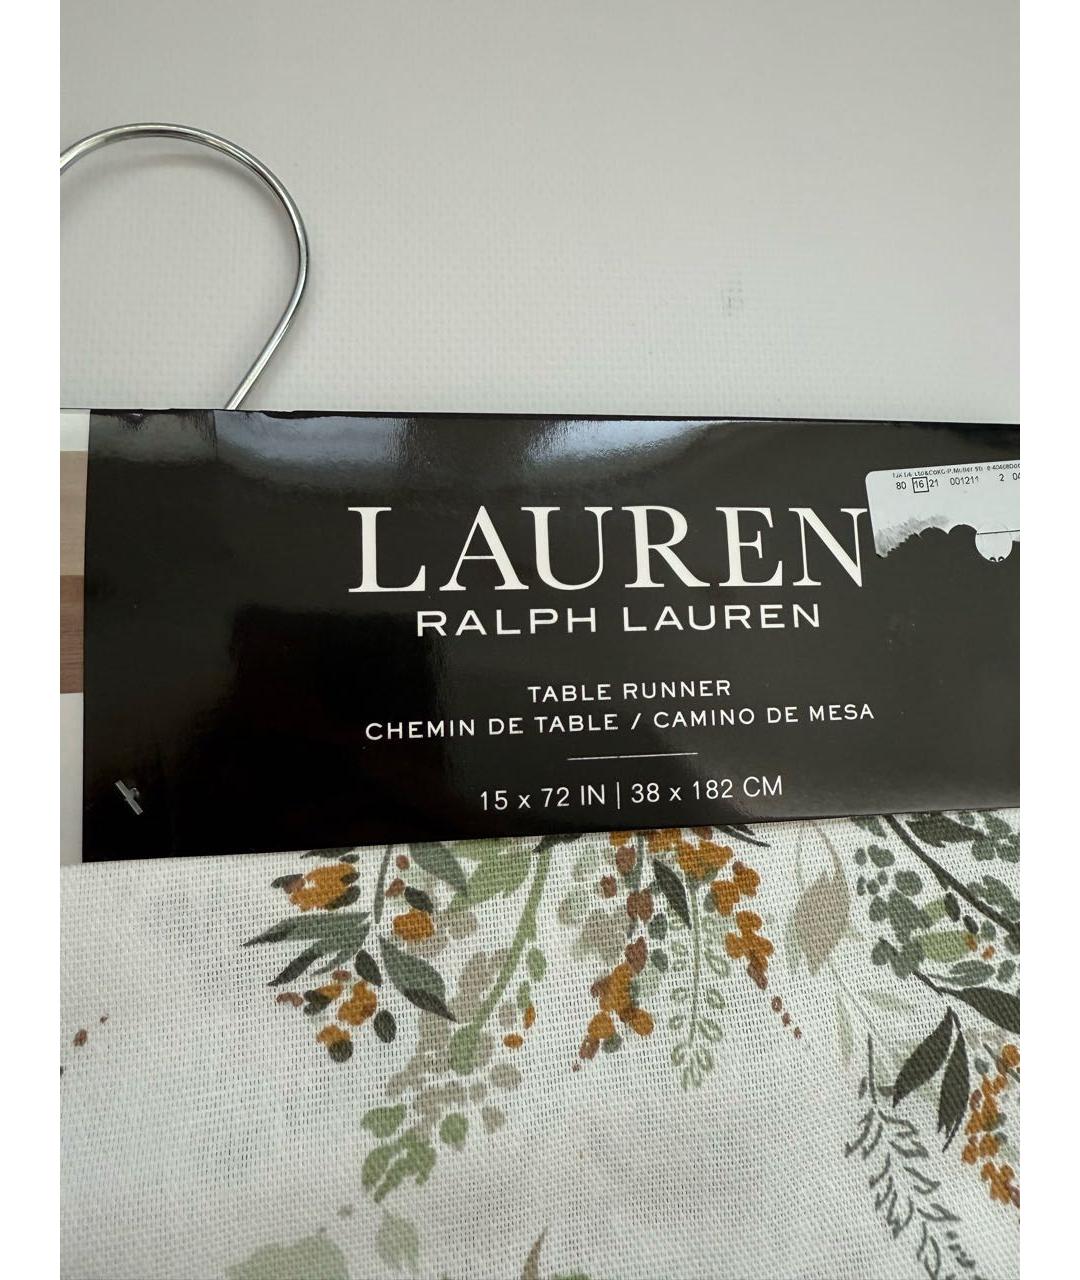 80 16 21 001211 2
LAUREN
RALPH LAUREN
TABLE RUNNER
CHEMIN DE TABLE / CAMINO DE MESA
15 x 72 IN | 38 x 182 CM